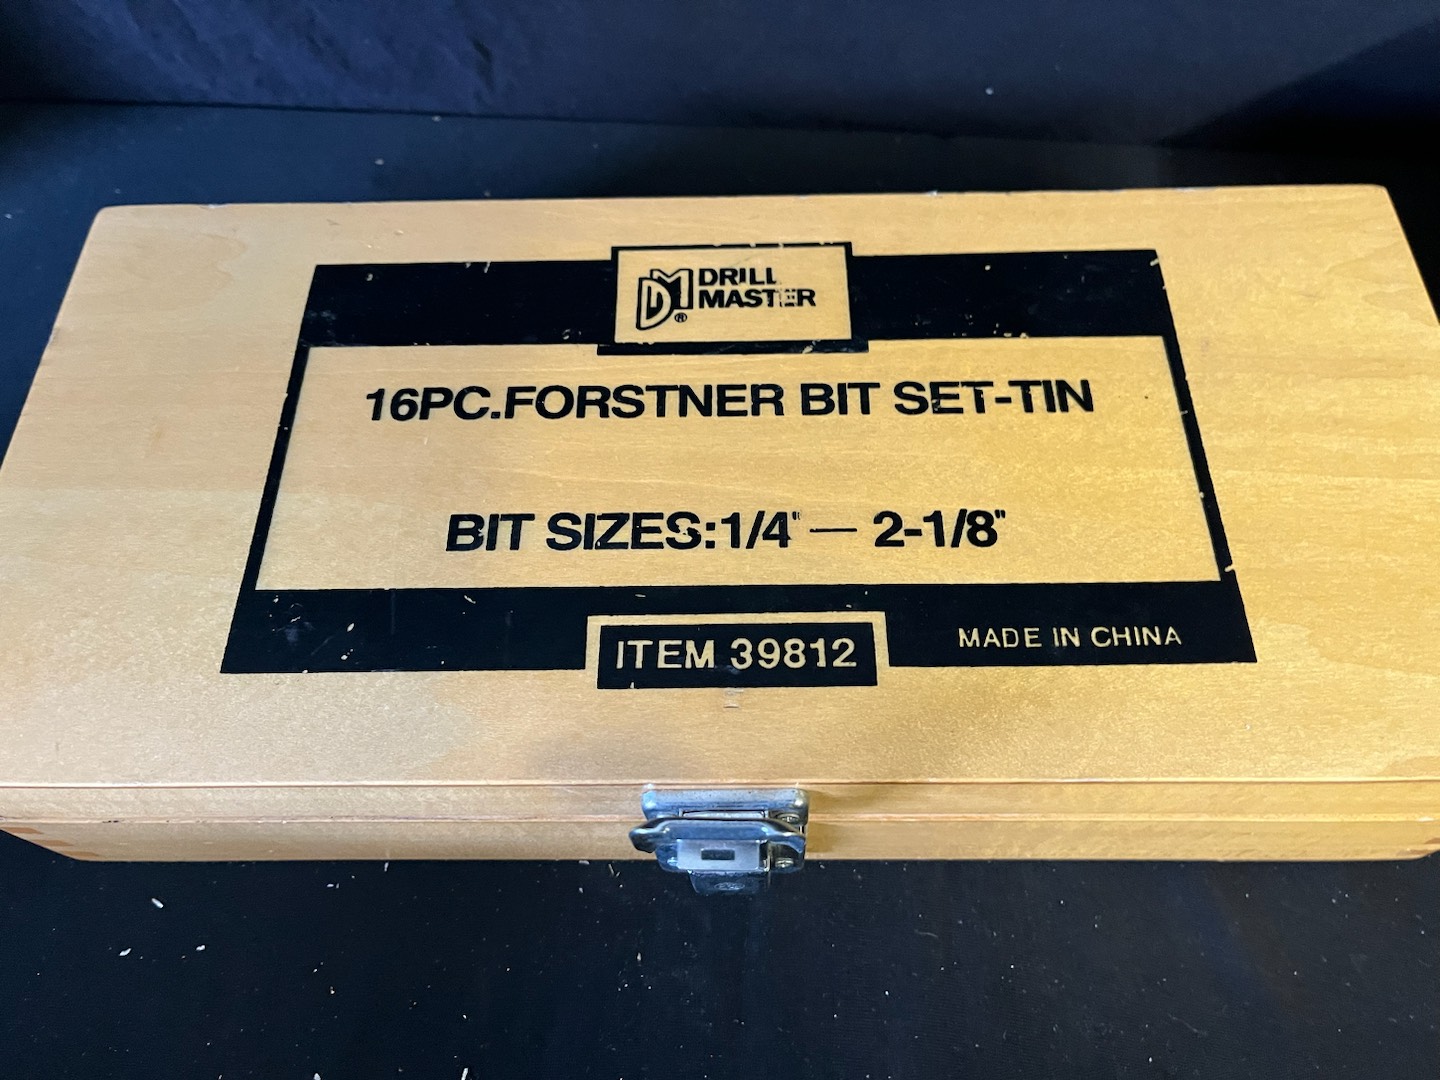 DM®
DRILL
MASTER
16PC.FORSTNER BIT SET-TIN
BIT SIZES:1/4" — 2-1/8"
ITEM 39812
MADE IN CHINA